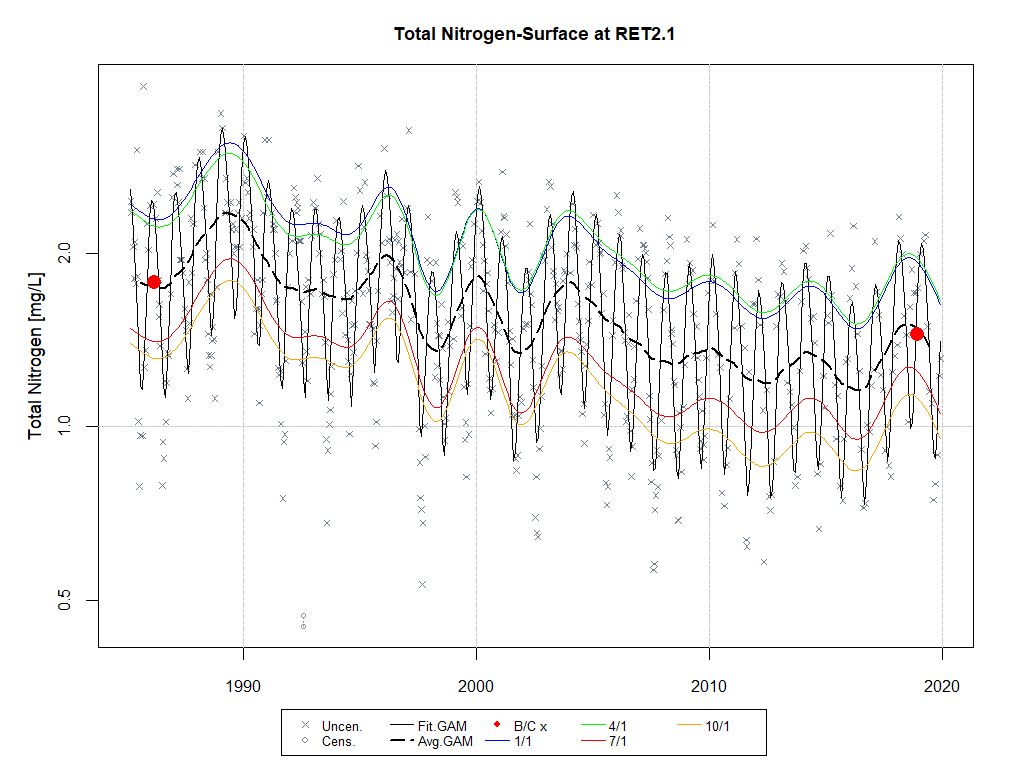 Total Nitrogen-Surface at RET2.1
Total Nitrogen [mg/L]
2.0
1.0
0.5
1990 2000 2010 2020
Uncen. Fit.GAM B/C x 4/1 10/1
Cens. Avg.GAM 1/1 7/1